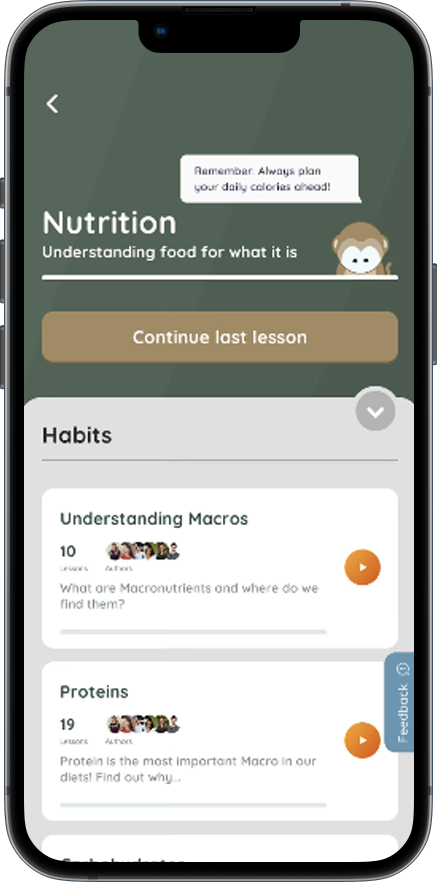 Remember: Always plan
your daily calories ahead!
Nutrition
Understanding food for what it is
Continue last lesson
Habits
Understanding Macros
10
Lessons
Authors
What are Macronutrients and where do we
find them?
Feedback
Proteins
19
Lessons
Authors
Protein is the most important Macro in our
diets! Find out why...